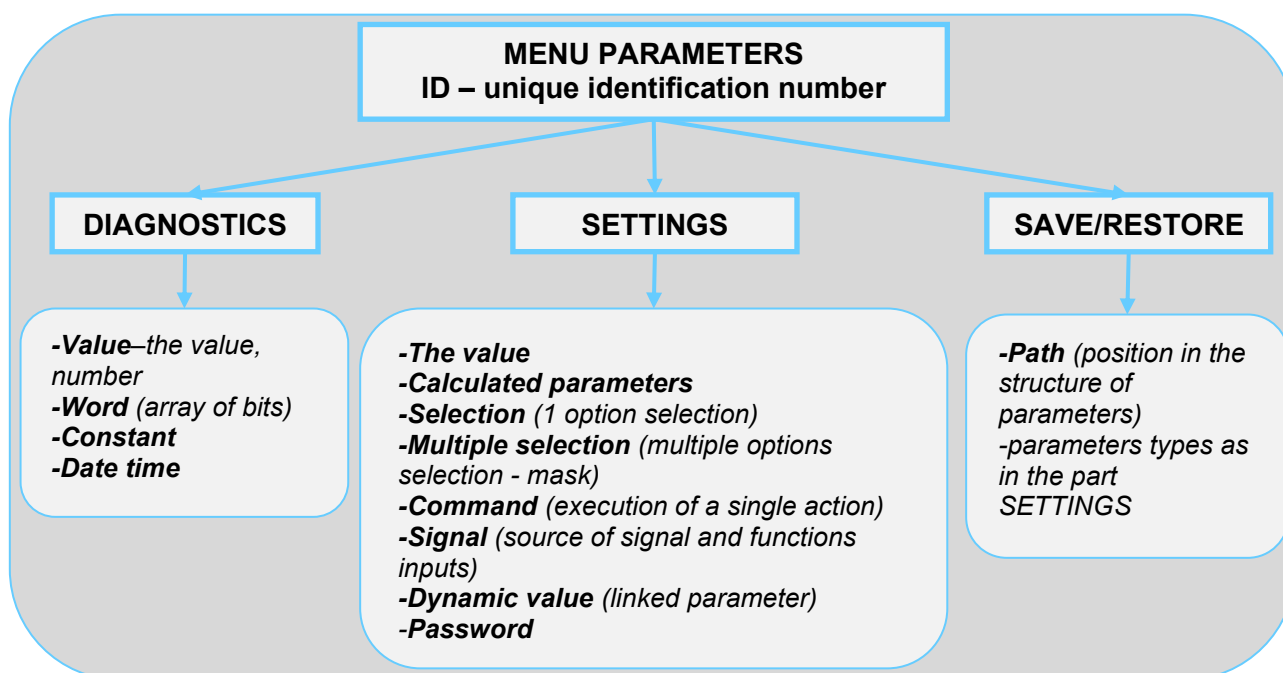 MENU PARAMETERS
ID – unique identification number
DIAGNOSTICS
SETTINGS
SAVE/RESTORE
-Value–the value,
number
-Word (array of bits)
-Constant
-Date time
-The value
-Calculated parameters
-Selection (1 option selection)
-Multiple selection (multiple options
selection - mask)
-Command (execution of a single action)
-Signal (source of signal and functions
inputs)
-Dynamic value (linked parameter)
-Password
-Path (position in the
structure of
parameters)
-parameters types as
in the part
SETTINGS